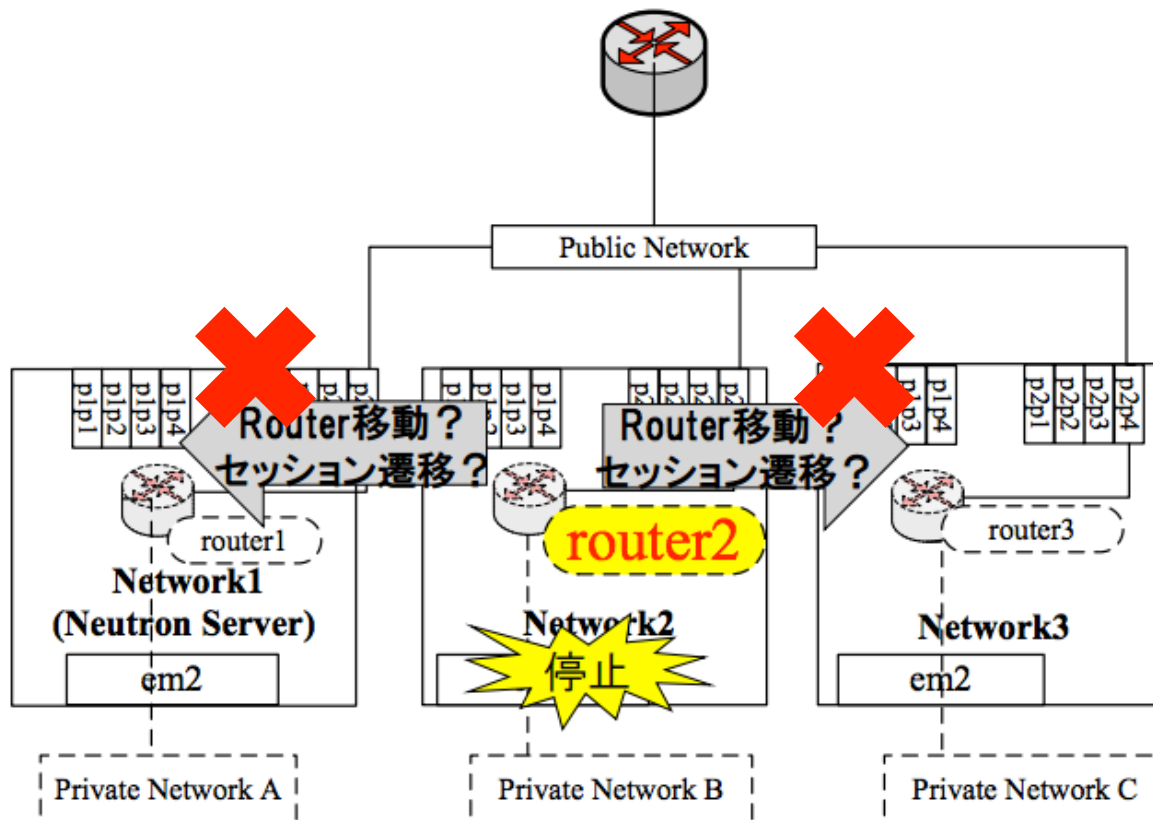 Public Network
p1p1
p1p2
p1p3
p1p4
p1p3
p1p4
p1p3
p1p4
p2p1
p2p2
p2p3
p2p4
Router移動？
セッション遷移？
Router移動？
セッション遷移？
router1
router2
router3
Network1
(Neutron Server)
Network2
Network3
em2
停止
em2
Private Network A
Private Network B
Private Network C